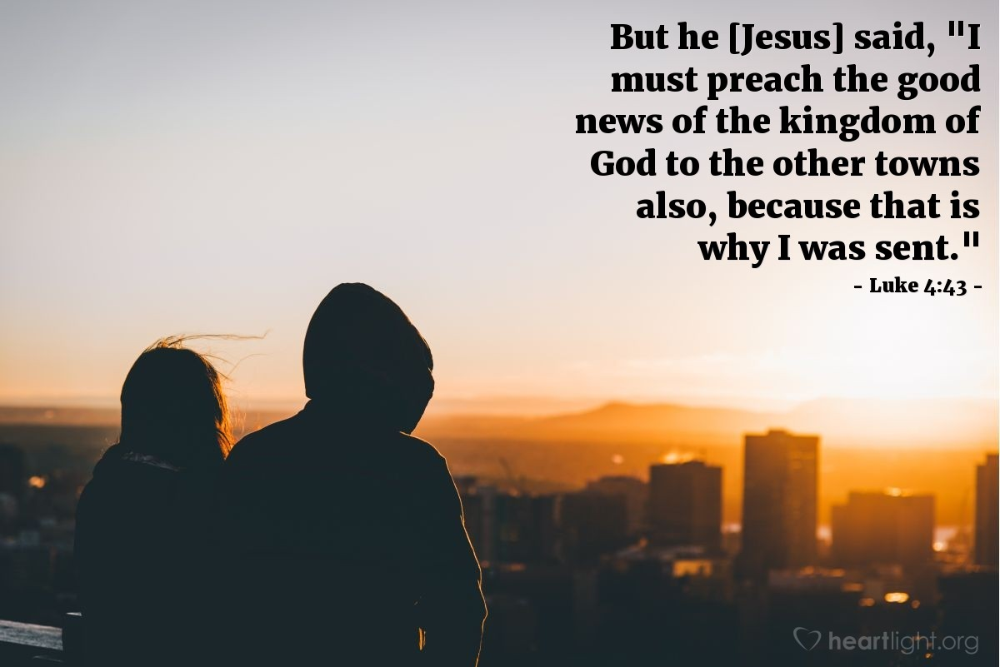 But he [Jesus] said, "I
must preach the good
news of the kingdom of
God to the other towns
also, because that is
why I was sent."
- Luke 4:43 -
heartlight.org